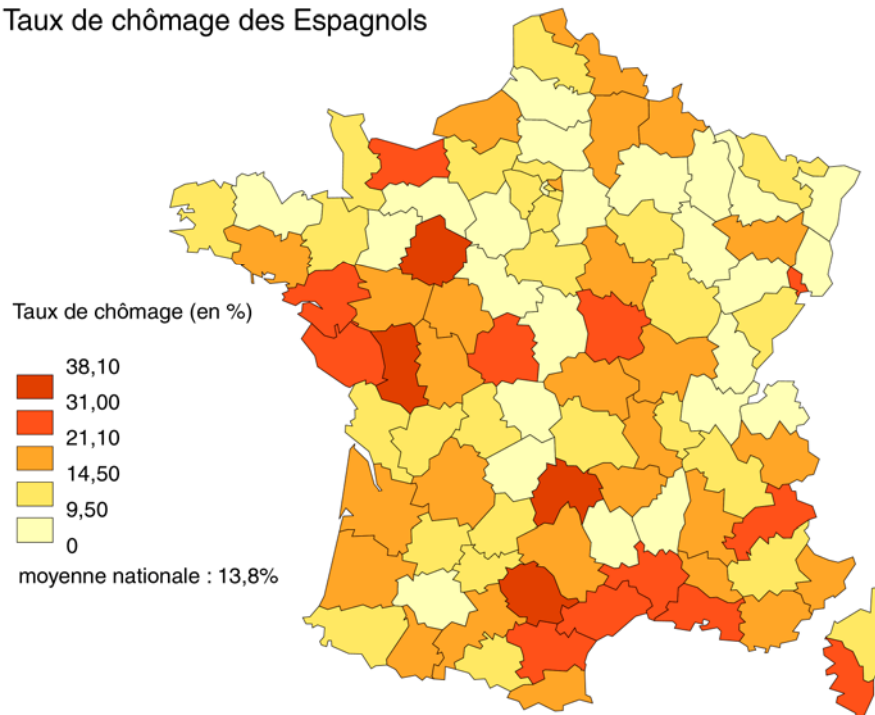 Taux de chômage des Espagnols
Taux de chômage (en %)
38,10
31,00
21,10
14,50
9,50
0
moyenne nationale : 13,8%